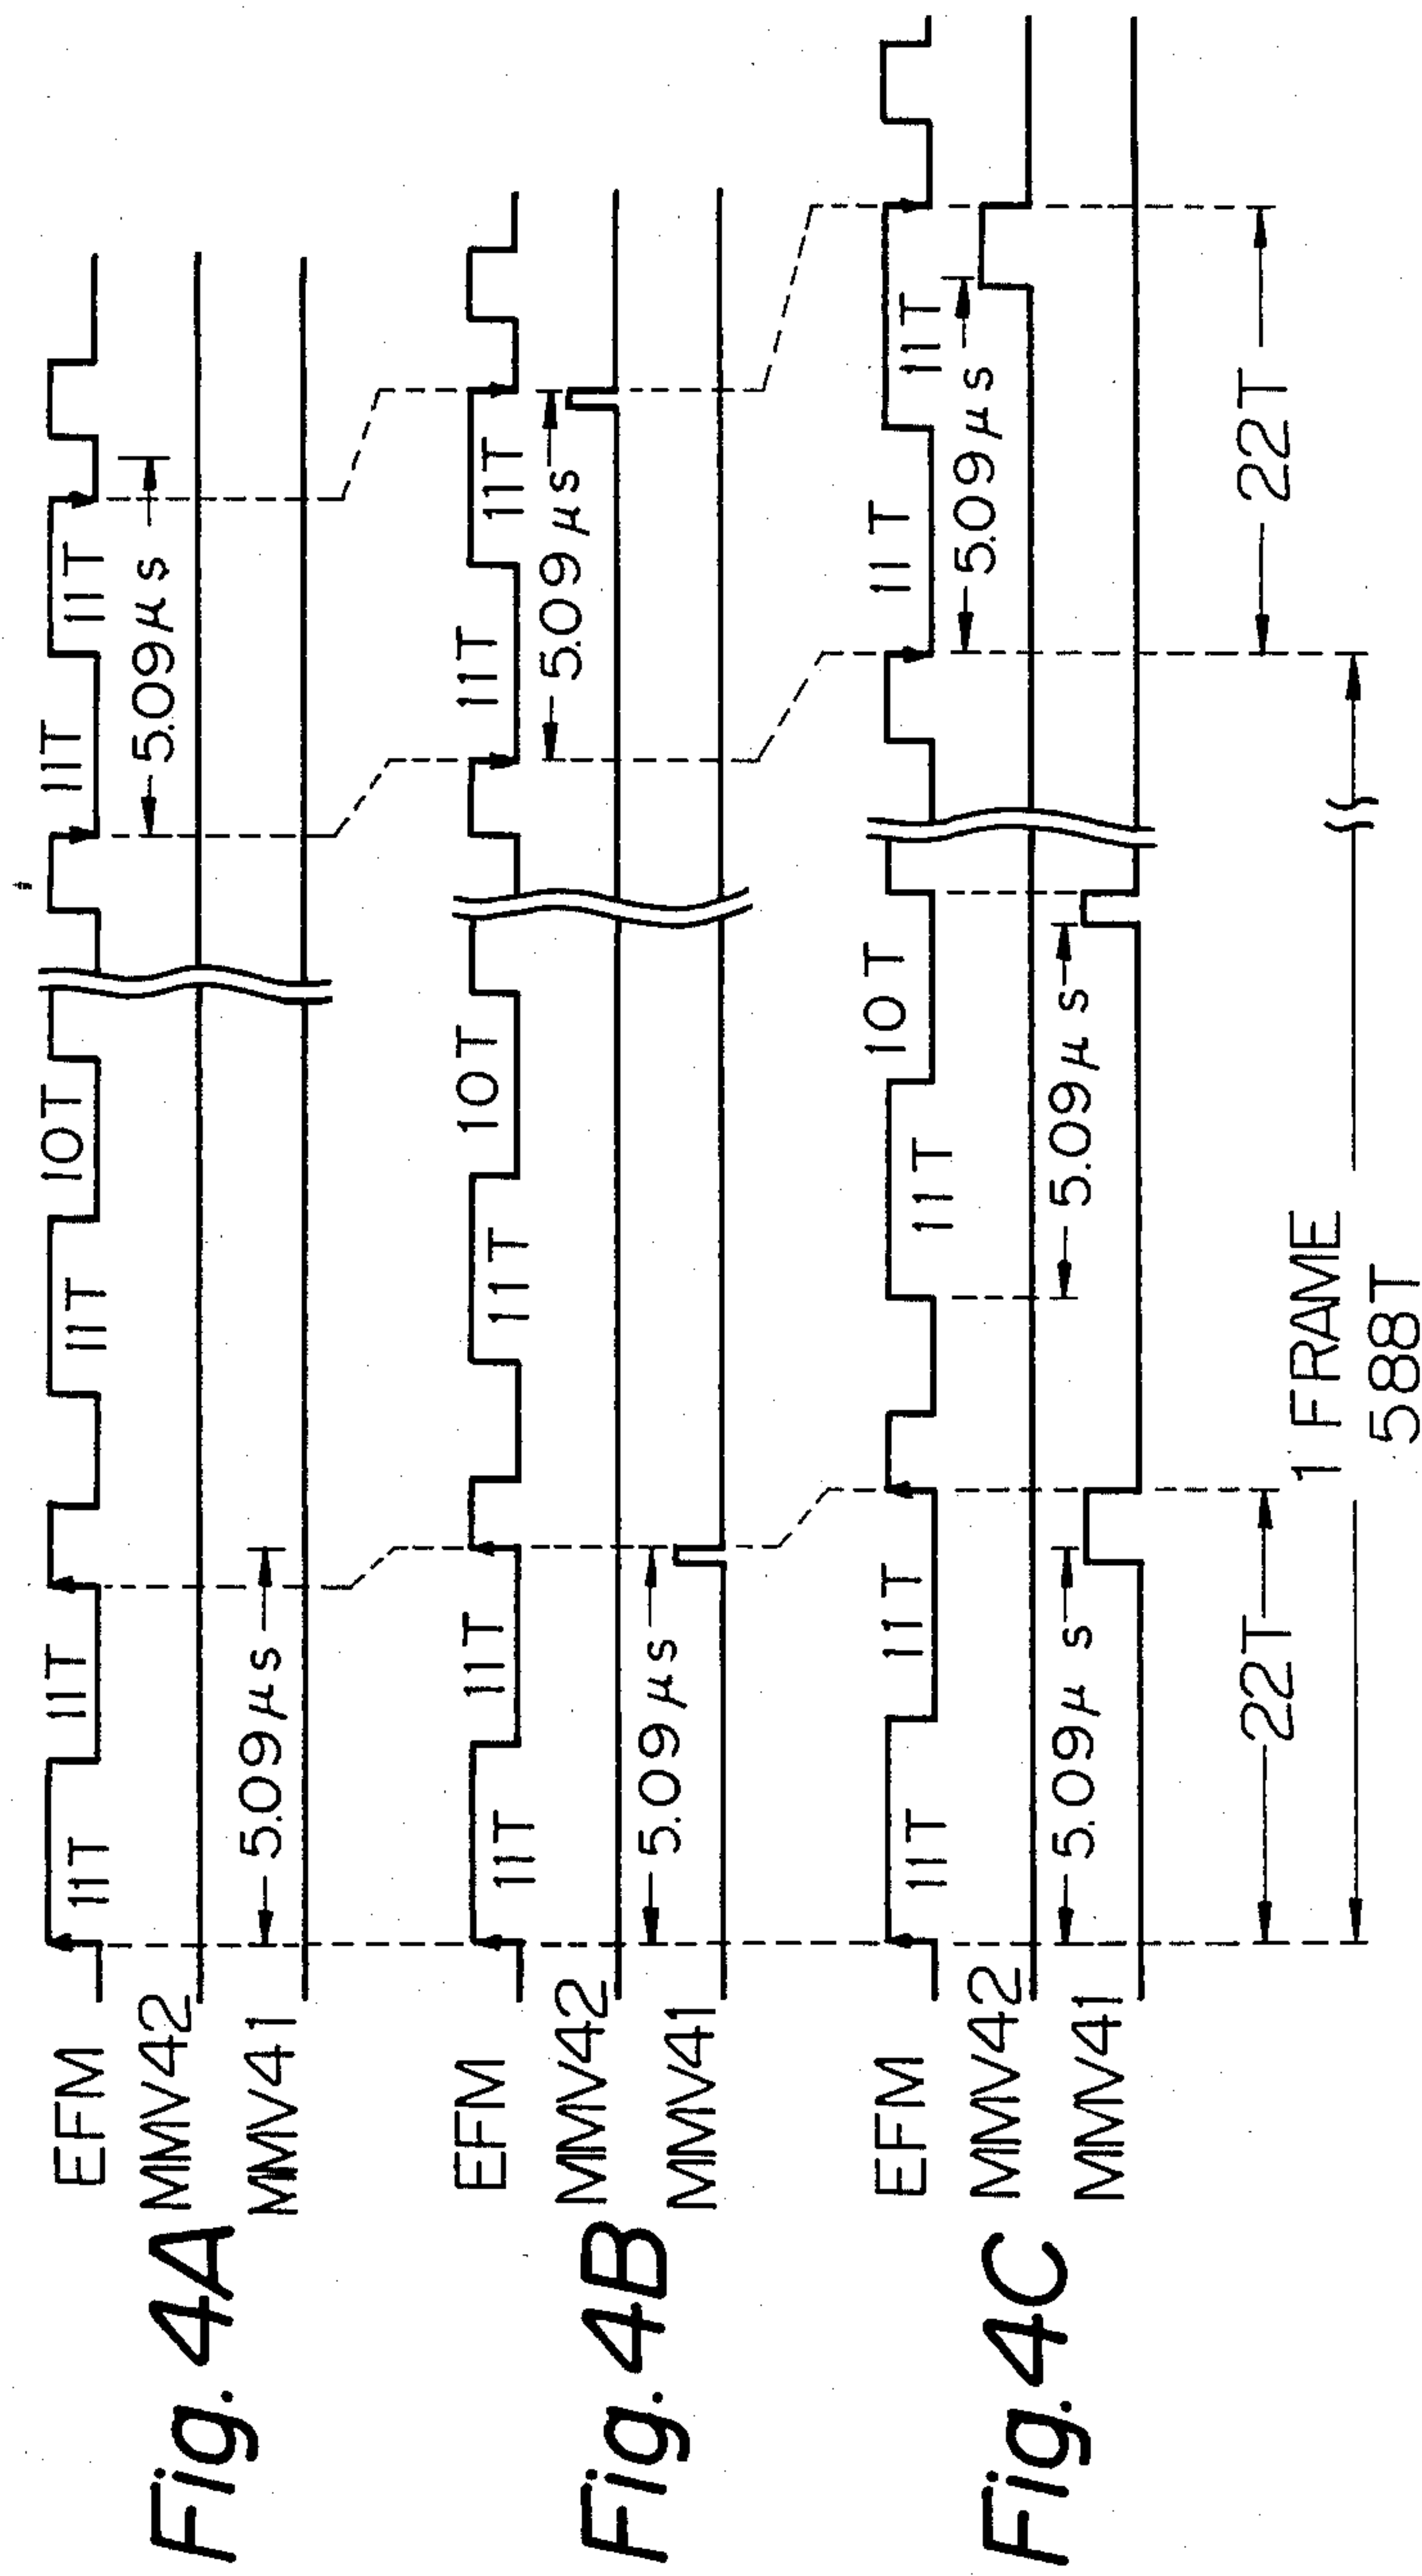 Fig. 4A
EFM
11T 11T 11T 10T 11T 11T
5.09μs
MMV42
5.09μs
MMV41
Fig. 4B
EFM
11T 11T 11T 10T 11T 11T
5.09μs
MMV42
5.09μs
MMV41
Fig. 4C
EFM
11T 11T 11T 10T 11T 11T
5.09μs
MMV42
5.09μs 5.09μs
MMV41
22T 22T
1 FRAME
588T